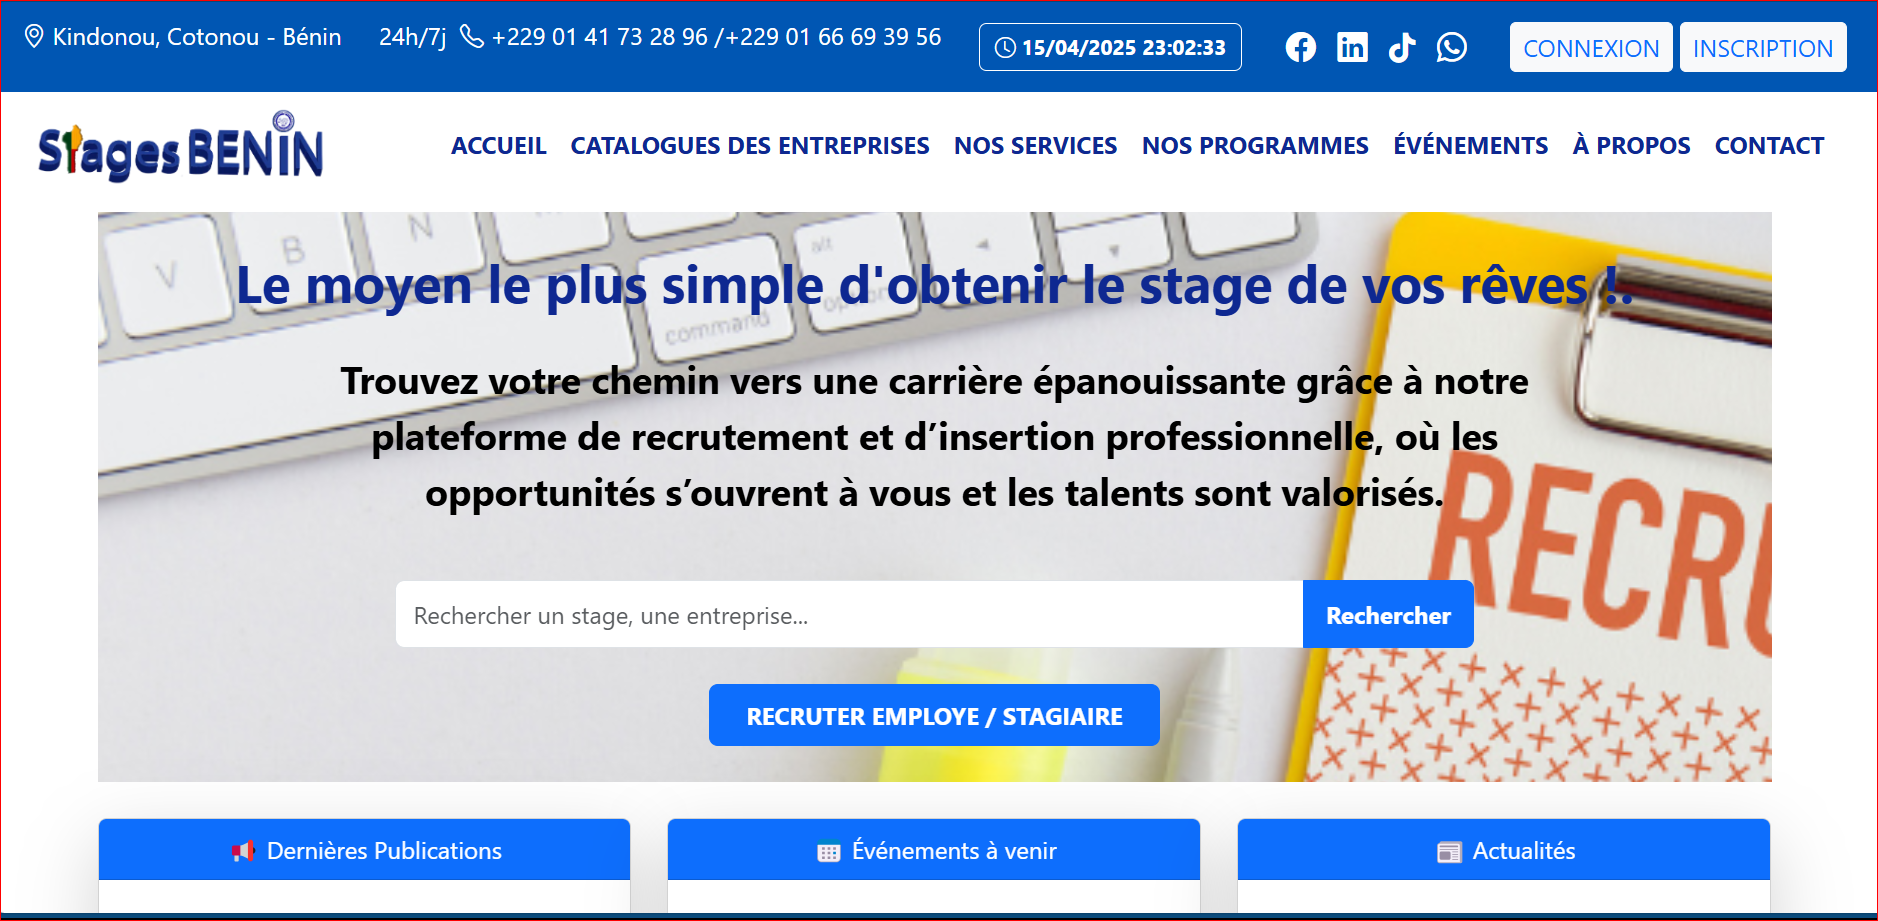 Kindonou, Cotonou - Bénin 24h/7j +229 01 41 73 28 96 /+229 01 66 69 39 56 15/04/2025 23:02:33 CONNEXION INSCRIPTION
Stages BENIN
ACCUEIL CATALOGUES DES ENTREPRISES NOS SERVICES NOS PROGRAMMES ÉVÉNEMENTS À PROPOS CONTACT
V B N alt
command option
Le moyen le plus simple d'obtenir le stage de vos rêves !.
Trouvez votre chemin vers une carrière épanouissante grâce à notre
plateforme de recrutement et d’insertion professionnelle, où les
opportunités s’ouvrent à vous et les talents sont valorisés.
RECRU
Rechercher un stage, une entreprise... Rechercher
RECRUTER EMPLOYE / STAGIAIRE
Dernières Publications Événements à venir Actualités